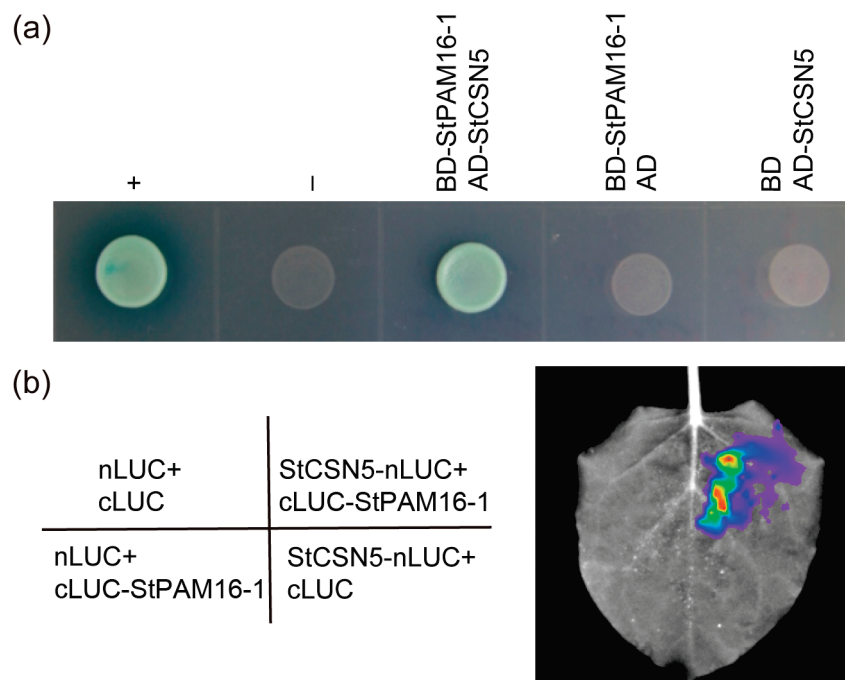 (a)
+
–
BD-StPAM16-1
AD-StCSN5
BD-StPAM16-1
AD
BD
AD-StCSN5
(b)
nLUC+
cLUC
StCSN5-nLUC+
cLUC-StPAM16-1
nLUC+
cLUC-StPAM16-1
StCSN5-nLUC+
cLUC